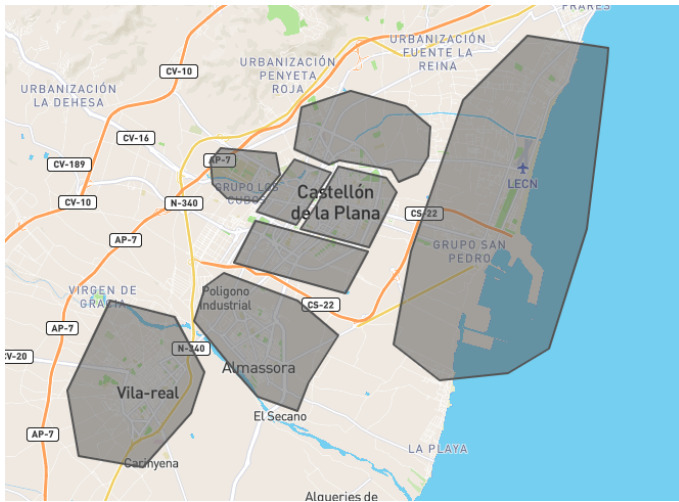 PRARES
URBANIZACIÓN
FUENTE LA
REINA
URBANIZACIÓN
PENYETA
ROJA
CV-10
URBANIZACIÓN
LA DEHESA
CV-16
CV-189
AP-7
LECN
GRUPO LOS
CUBOS
Castellón
de la Plana
CV-10
N-340
CS-22
AP-7
GRUPO SAN
PEDRO
VIRGEN DE
GRACIA
Poligono
Industrial
CS-22
AP-7
N-340
CV-20
Almassora
Vila-real
El Secano
AP-7
LA PLAYA
Carinyena
Alqueries de